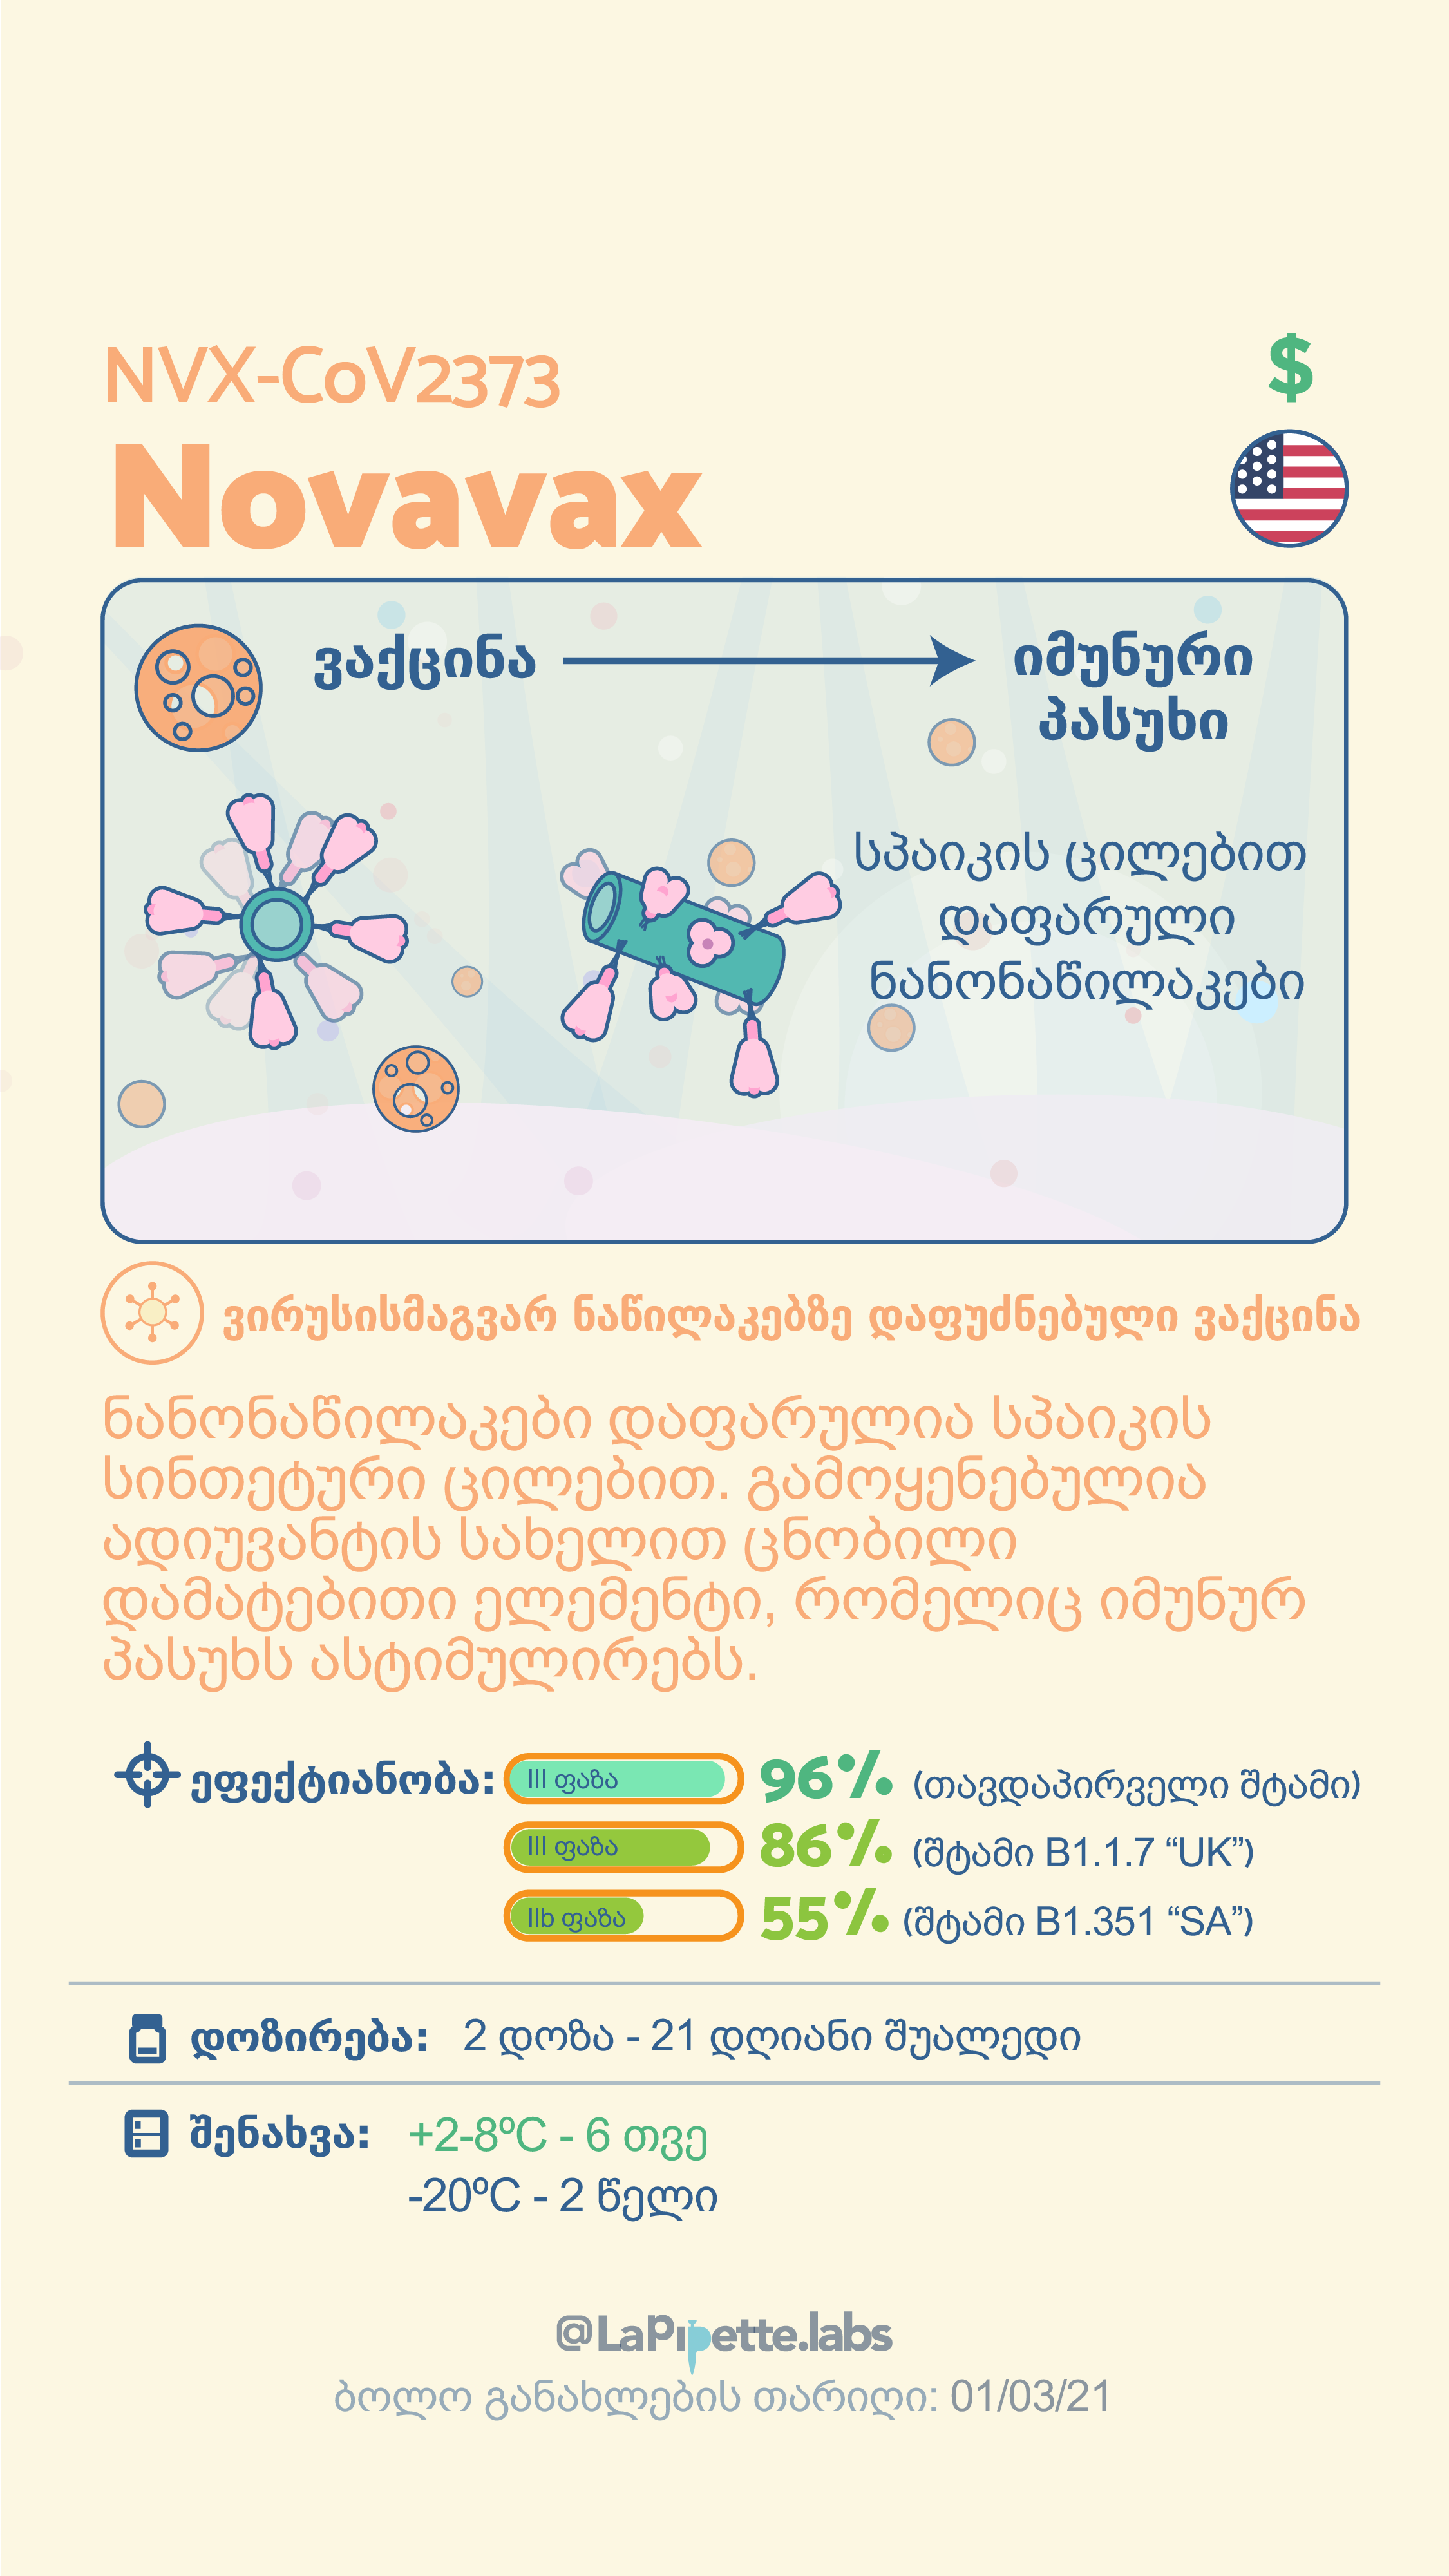 NVX-CoV2373
$
Novavax
ვაქცინა
იმუნური
პასუხი
სპაიკის ცილებით
დაფარული
ნანონაწილაკები
ვირუსისმაგვარ ნაწილაკებზე დაფუძნებული ვაქცინა
ნანონაწილაკები დაფარულია სპაიკის
სინთეტური ცილებით. გამოყენებულია
ადიუვანტის სახელით ცნობილი
დამატებითი ელემენტი, რომელიც იმუნურ
პასუხს ასტიმულირებს.
ეფექტიანობა: III ფაზა 96% (თავდაპირველი შტამი)
III ფაზა 86% (შტამი B1.1.7 “UK”)
IIb ფაზა 55% (შტამი B1.351 “SA”)
დოზირება: 2 დოზა - 21 დღიანი შუალედი
შენახვა: +2-8ºC - 6 თვე
-20ºC - 2 წელი
@LaPipette.labs
ბოლო განახლების თარიღი: 01/03/21